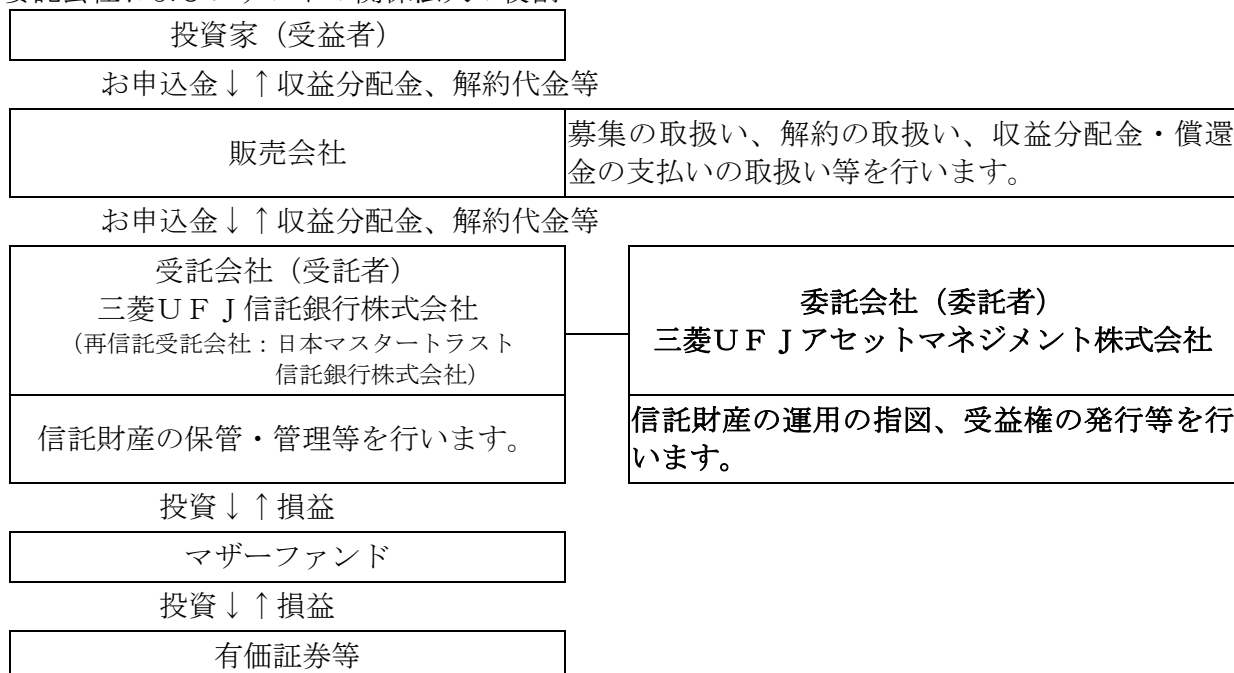 投資家（受益者）
お申込金↓↑収益分配金、解約代金等
販売会社
募集の取扱い、解約の取扱い、収益分配金・償還
金の支払いの取扱い等を行います。
お申込金↓↑収益分配金、解約代金等
受託会社（受託者）
三菱ＵＦＪ信託銀行株式会社
（再信託受託会社：日本マスタートラスト
信託銀行株式会社）
委託会社（委託者）
三菱ＵＦＪアセットマネジメント株式会社
信託財産の保管・管理等を行います。
信託財産の運用の指図、受益権の発行等を行
います。
投資↓↑損益
マザーファンド
投資↓↑損益
有価証券等